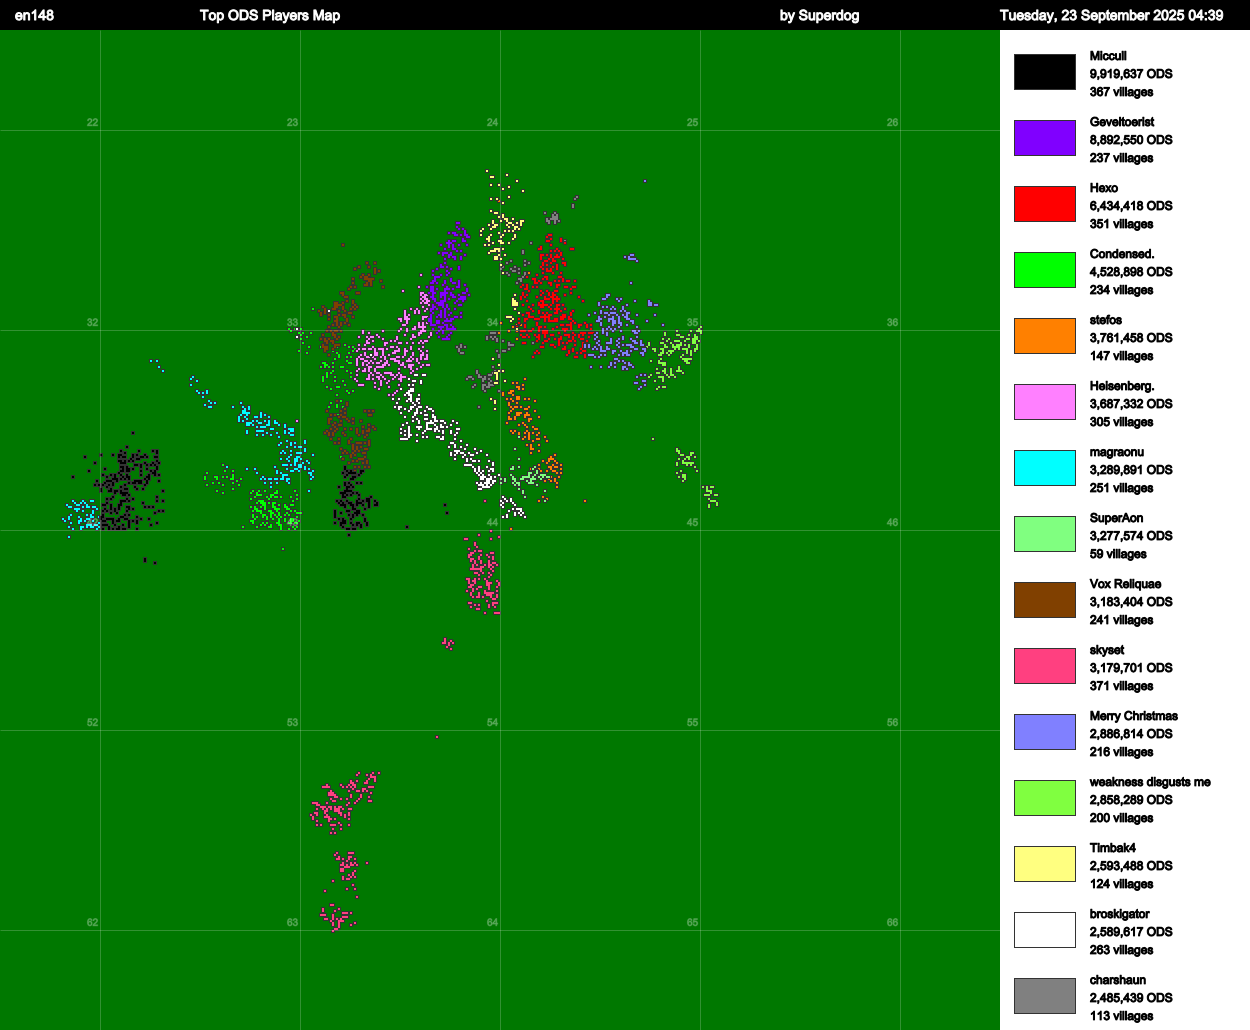 en148 Top ODS Players Map by Superdog Tuesday, 23 September 2025 04:39
Miccull
9,919,637 ODS
367 villages
Geveltoerist
8,892,550 ODS
237 villages
Hexo
6,434,418 ODS
351 villages
Condensed.
4,528,898 ODS
234 villages
stefos
3,761,458 ODS
147 villages
Heisenberg.
3,687,332 ODS
305 villages
magraonu
3,289,891 ODS
251 villages
SuperAon
3,277,574 ODS
59 villages
Vox Reliquae
3,183,404 ODS
241 villages
skyset
3,179,701 ODS
371 villages
Merry Christmas
2,886,814 ODS
216 villages
weakness disgusts me
2,858,289 ODS
200 villages
Timbak4
2,593,488 ODS
124 villages
broskigator
2,589,617 ODS
263 villages
charshaun
2,485,439 ODS
113 villages
22 23 24 25 26
32 33 34 35 36
44 45 46
52 53 54 55 56
62 63 64 65 66